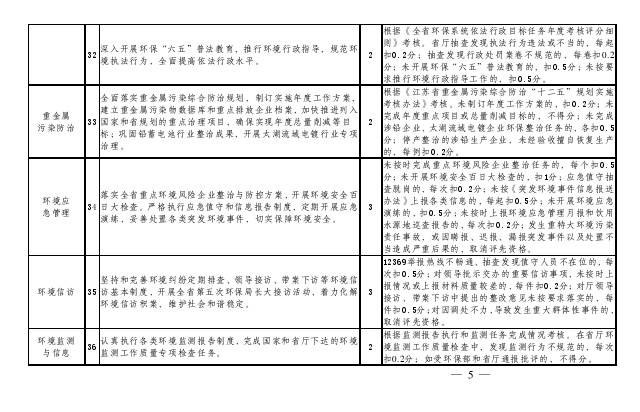 32
深入开展环保“六五”普法教育，推行环境行政指导，规范环
境执法行为，全面提高依法行政水平。
2
根据《全省环保系统依法行政目标任务年度考核评分细
则》考核。省厅抽查发现执法行为违法或不当的，每起
扣0.2分；抽查发现行政处罚案卷不规范的，每卷扣0.2
分；未开展环保“六五”普法教育的，扣0.5分；未按要
求推行环境行政指导工作的，扣0.5分。
重金属
污染防治
33
全面落实重金属污染综合防治规划，制订实施年度工作方案，
建立重金属污染物数据库和重点排放企业档案，加快推进列入
国家和省规划的重点治理项目，确保实现年度总量削减等目
标；巩固铅蓄电池行业整治成果，开展太湖流域电镀行业专项
治理。
2
根据《江苏省重金属污染综合防治“十二五”规划实施
考核办法》考核。未制订年度工作方案的，扣0.2分；未
完成年度重点项目或总量削减目标的，不得分；未完成
涉铅企业、太湖流域电镀企业环保整治任务的，各扣0.5
分；停产整治的涉铅生产企业，未经验收擅自恢复生产
的，每例扣0.2分。
环境应
急管理
34
落实全省重点环境风险企业整治与防控方案，开展环境安全百
日大检查。严格执行应急值守和信息报告制度，定期开展应急
演练，妥善处置各类突发环境事件，切实保障环境安全。
3
未按时完成重点环境风险企业整治任务的，每个扣0.5
分；未开展环境安全百日大检查的，扣1分；应急值守抽
查脱岗的，每次扣0.2分；未按《突发环境事件信息报送
办法》上报各类信息的，每起扣0.5分；未开展环境应急
演练的，扣0.5分；未按时上报环境应急管理月报和饮用
水源地巡查报告的，每次扣0.2分；发生重特大环境污染
责任事故，或因瞒报、迟报、漏报突发事件以及处置不
当造成严重后果的，取消评先资格。
环境信访
35
坚持和完善环境纠纷定期排查、领导接访、带案下访等环境信
访基本制度，开展全省第五次环保局长大接访活动，着力化解
环境信访积案，维护社会和谐稳定。
3
12369举报热线不畅通、抽查发现值守人员不在位的，每
次扣0.5分；对领导批示交办的重要信访事项，未按时上
报情况或上报材料质量较差的，每件扣0.2分；对厅领导
接访、带案下访中提出的整改意见未按要求落实的，每
件扣0.5分；对因调处不力，导致发生重大群体性事件的，
取消评先资格。
环境监测
与信息
36
认真执行各类环境监测报告制度，完成国家和省厅下达的环境
监测工作质量专项检查任务。
2
根据监测报告执行和监测任务完成情况考核。在省厅环
境监测工作质量检查中，发现监测行为不规范的，每次
扣0.2分；如受环保部和省厅通报批评的，不得分。
— 5 —